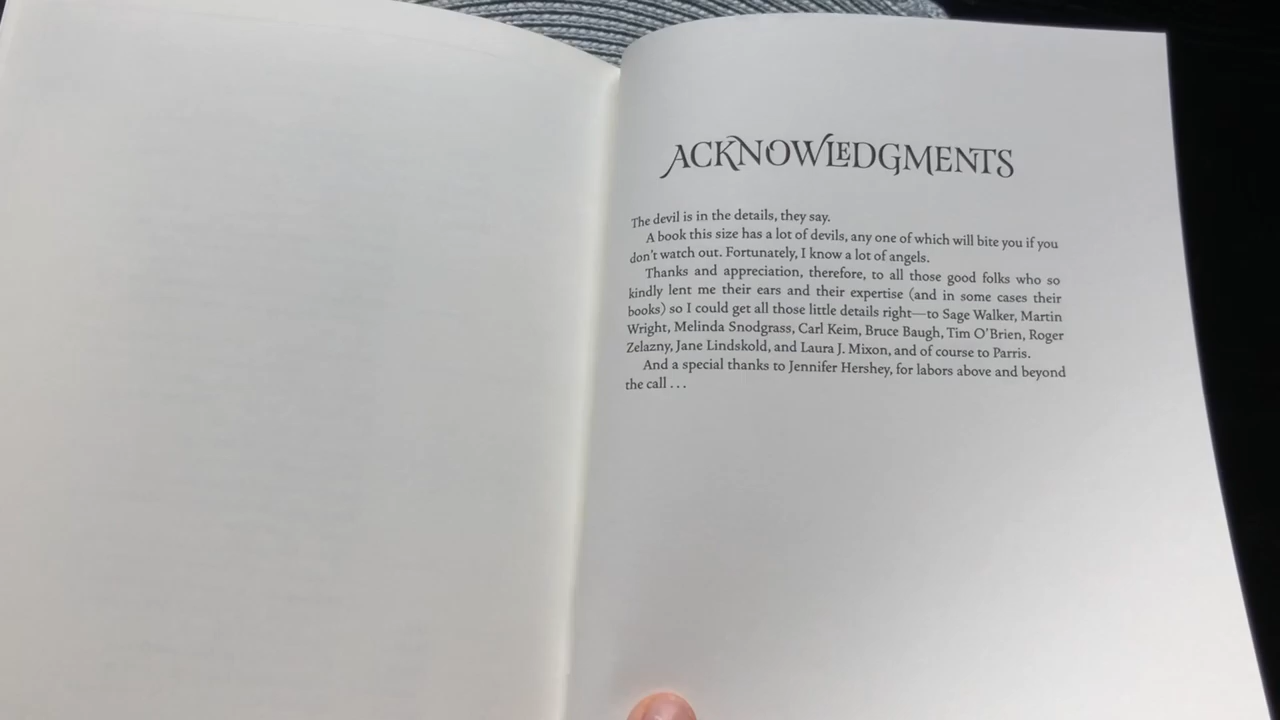 ACKNOWLEDGMENTS
The devil is in the details, they say.
A book this size has a lot of devils, any one of which will bite you if you
don't watch out. Fortunately, I know a lot of angels.
Thanks and appreciation, therefore, to all those good folks who so
kindly lent me their ears and their expertise (and in some cases their
books) so I could get all those little details right—to Sage Walker, Martin
Wright, Melinda Snodgrass, Carl Keim, Bruce Baugh, Tim O'Brien, Roger
Zelazny, Jane Lindskold, and Laura J. Mixon, and of course to Parris.
And a special thanks to Jennifer Hershey, for labors above and beyond
the call . . .